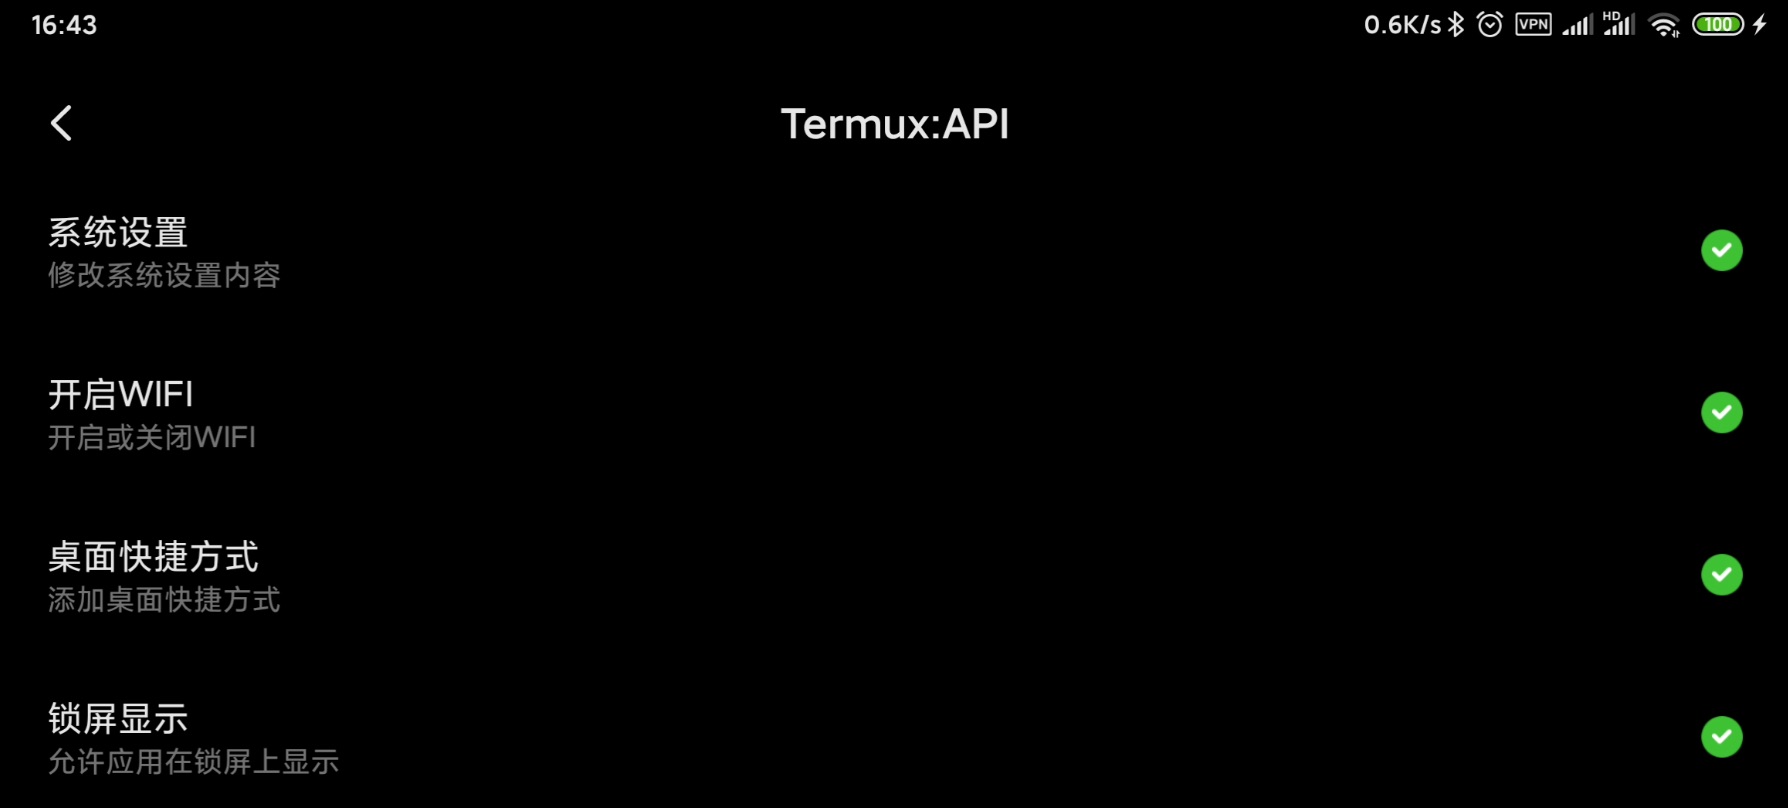 16:43
0.6K/s VPN HD 100
Termux:API
系统设置
修改系统设置内容
开启WIFI
开启或关闭WIFI
桌面快捷方式
添加桌面快捷方式
锁屏显示
允许应用在锁屏上显示